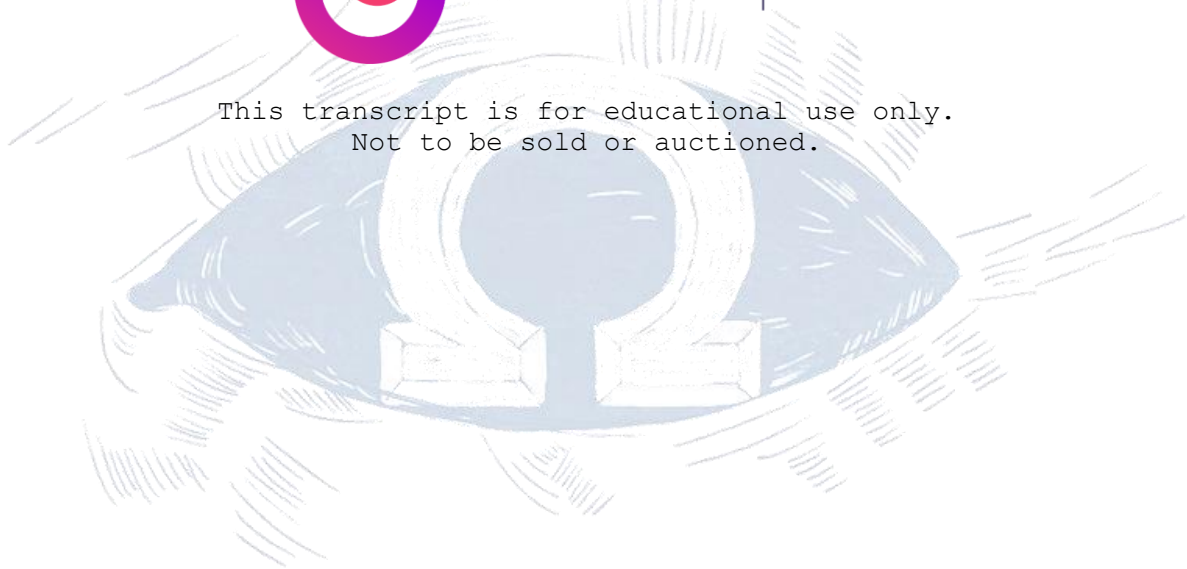 This transcript is for educational use only.
Not to be sold or auctioned.